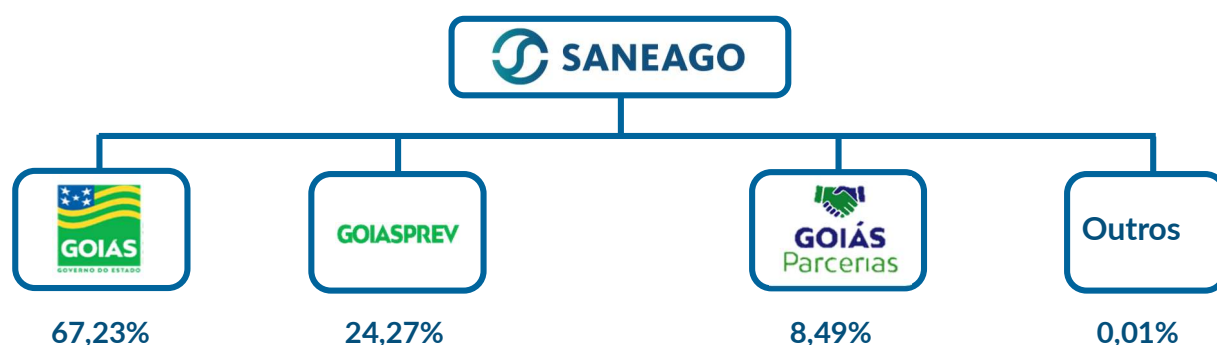 SANEAGO
GOIÁS
GOVERNO DO ESTADO
GOIASPREV
GOIÁS
Parcerias
Outros
67,23%
24,27%
8,49%
0,01%